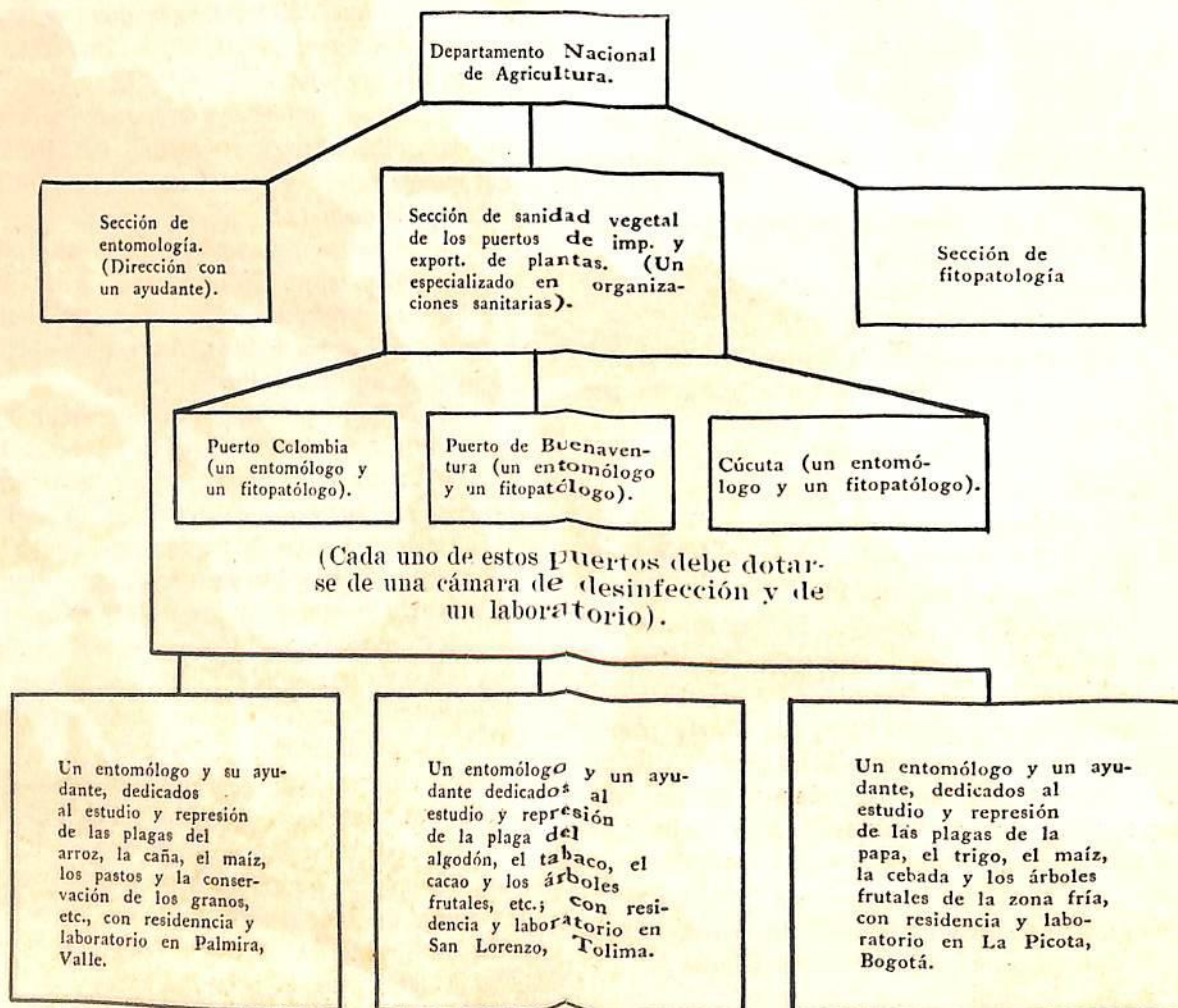 Departamento Nacional
de Agricultura.
Sección de
entomología.
(Dirección con
un ayudante).
Sección de sanidad vegetal
de los puertos de imp. y
export. de plantas. (Un
especializado en organiza-
ciones sanitarias).
Sección de
fitopatología
Puerto Colombia
(un entomólogo y
un fitopatólogo).
Puerto de Buenaven-
tura (un entomólogo
y un fitopatólogo).
Cúcuta (un entomó-
logo y un fitopatólogo).
(Cada uno de estos puertos debe dotar-
se de una cámara de desinfección y de
un laboratorio).
Un entomólogo y su ayu-
dante, dedicados
al estudio y represión
de las plagas del
arroz, la caña, el maíz,
los pastos y la conser-
vación de los granos,
etc., con residenncia y
laboratorio en Palmira,
Valle.
Un entomólogo y un ayu-
dante dedicados al
estudio y represión
de la plaga del
algodón, el tabaco, el
cacao y los árboles
frutales, etc.; con resi-
dencia y laboratorio en
San Lorenzo, Tolima.
Un entomólogo y un ayu-
dante, dedicados al
estudio y represión
de las plagas de la
papa, el trigo, el maíz,
la cebada y los árboles
frutales de la zona fría,
con residencia y labo-
ratorio en La Picota,
Bogotá.